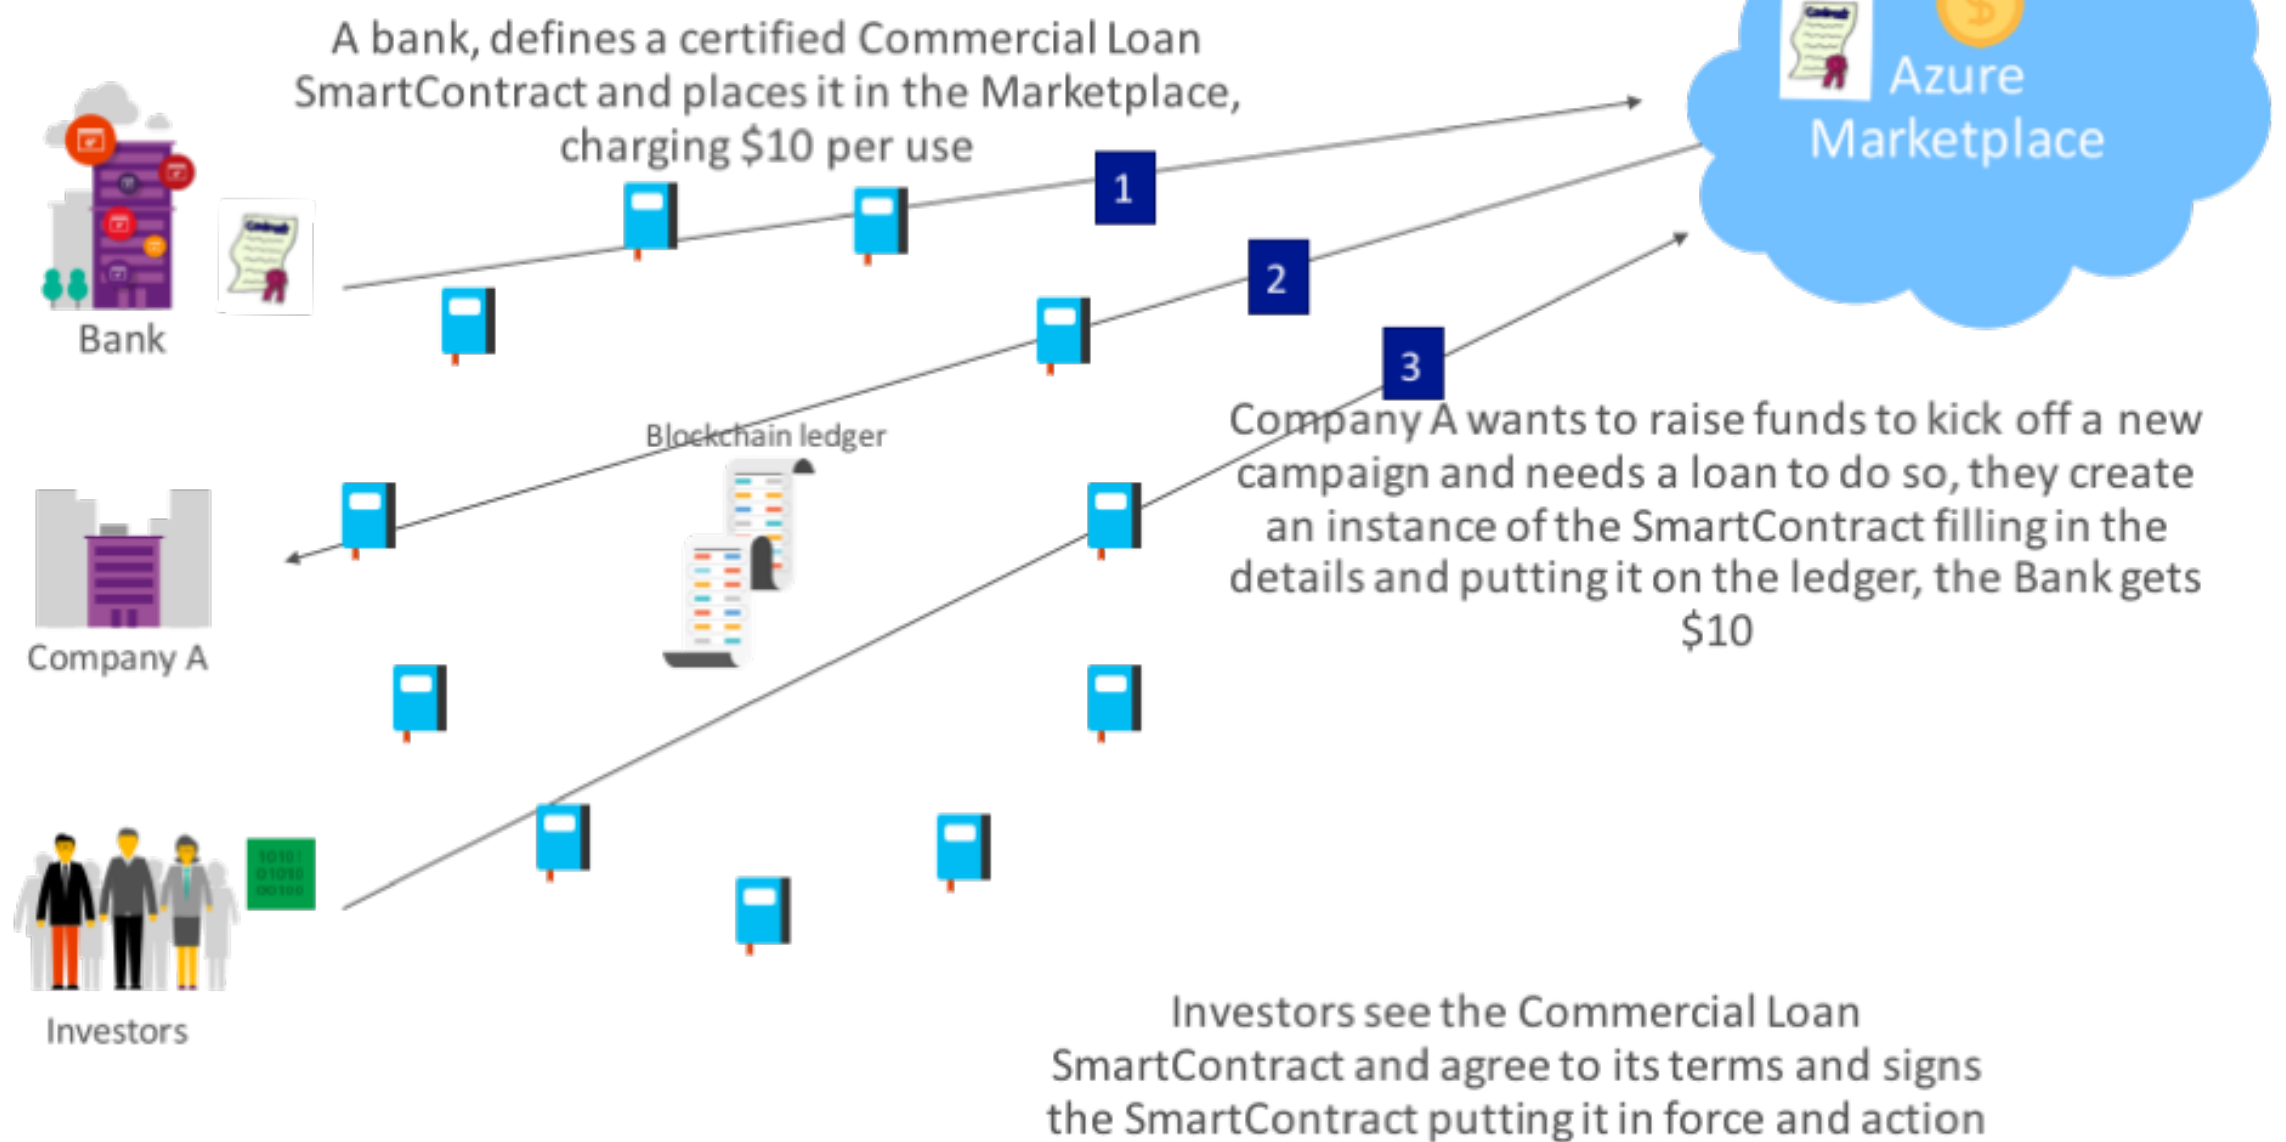 A bank, defines a certified Commercial Loan
SmartContract and places it in the Marketplace,
charging $10 per use
Contract
$
Azure
Marketplace
1
Contract
Bank
2
3
Blockchain ledger
Company A wants to raise funds to kick off a new
campaign and needs a loan to do so, they create
an instance of the SmartContract filling in the
details and putting it on the ledger, the Bank gets
$10
Company A
01010
00100
Investors
Investors see the Commercial Loan
SmartContract and agree to its terms and signs
the SmartContract putting it in force and action